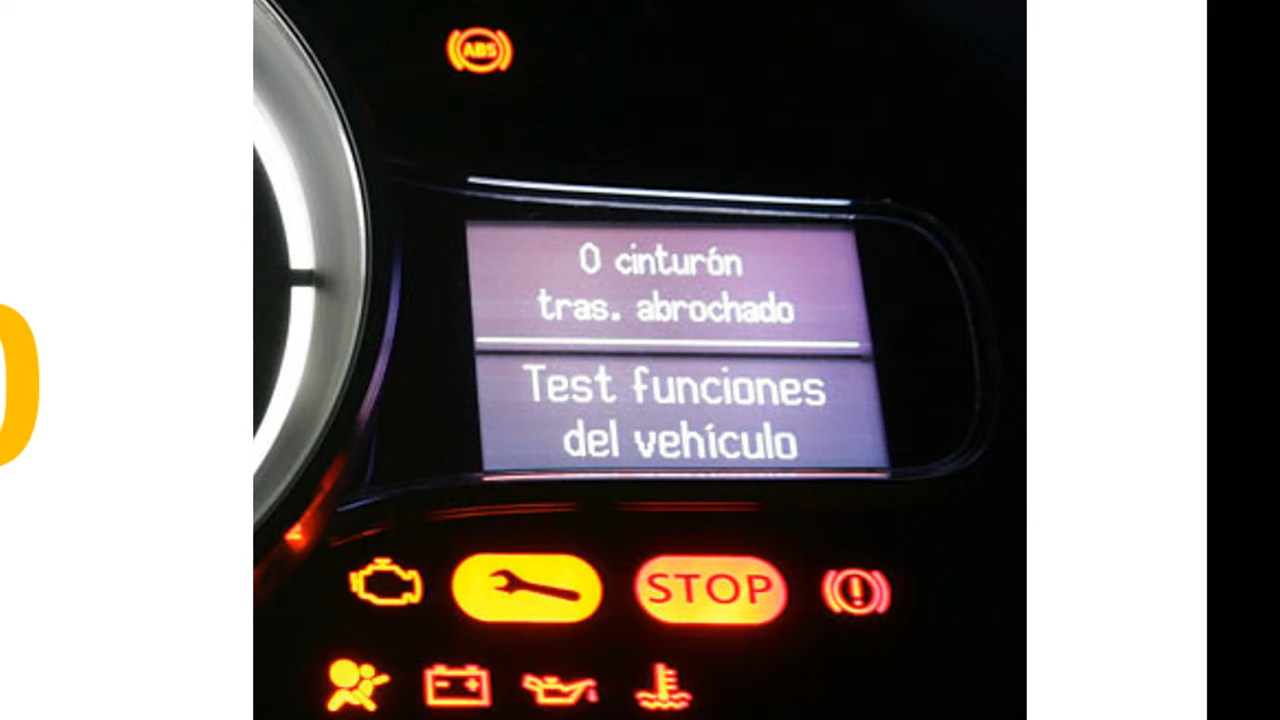 ABS
0 cinturón
tras. abrochado
Test funciones
del vehículo
STOP